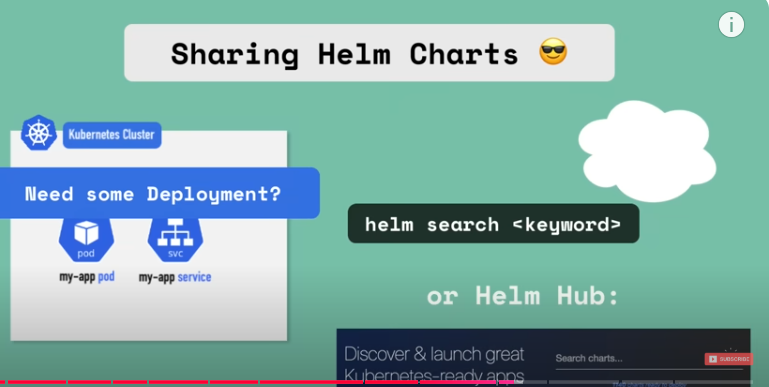 Sharing Helm Charts 😎
Kubernetes Cluster
Need some Deployment?
pod
svc
my-app pod
my-app service
helm search <keyword>
or Helm Hub:
Discover & launch great
Kubernetes-ready apps
Search charts...
SUBSCRIBE